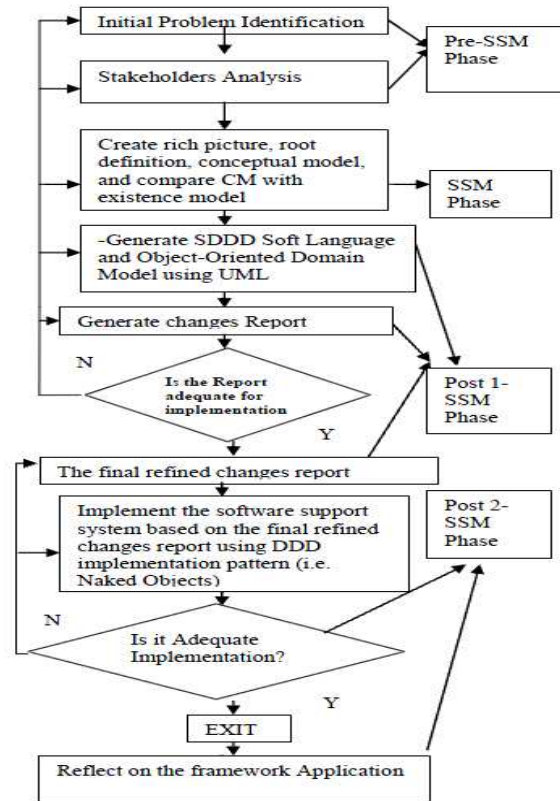 Initial Problem Identification
Pre-SSM
Phase
Stakeholders Analysis
Create rich picture, root
definition, conceptual model,
and compare CM with
existence model
SSM
Phase
-Generate SDDD Soft Language
and Object-Oriented Domain
Model using UML
Generate changes Report
N
Is the Report
adequate for
implementation
Post 1-
SSM
Phase
Y
The final refined changes report
Implement the software support
system based on the final refined
changes report using DDD
implementation pattern (i.e.
Naked Objects)
Post 2-
SSM
Phase
N
Is it Adequate
Implementation?
Y
EXIT
Reflect on the framework Application